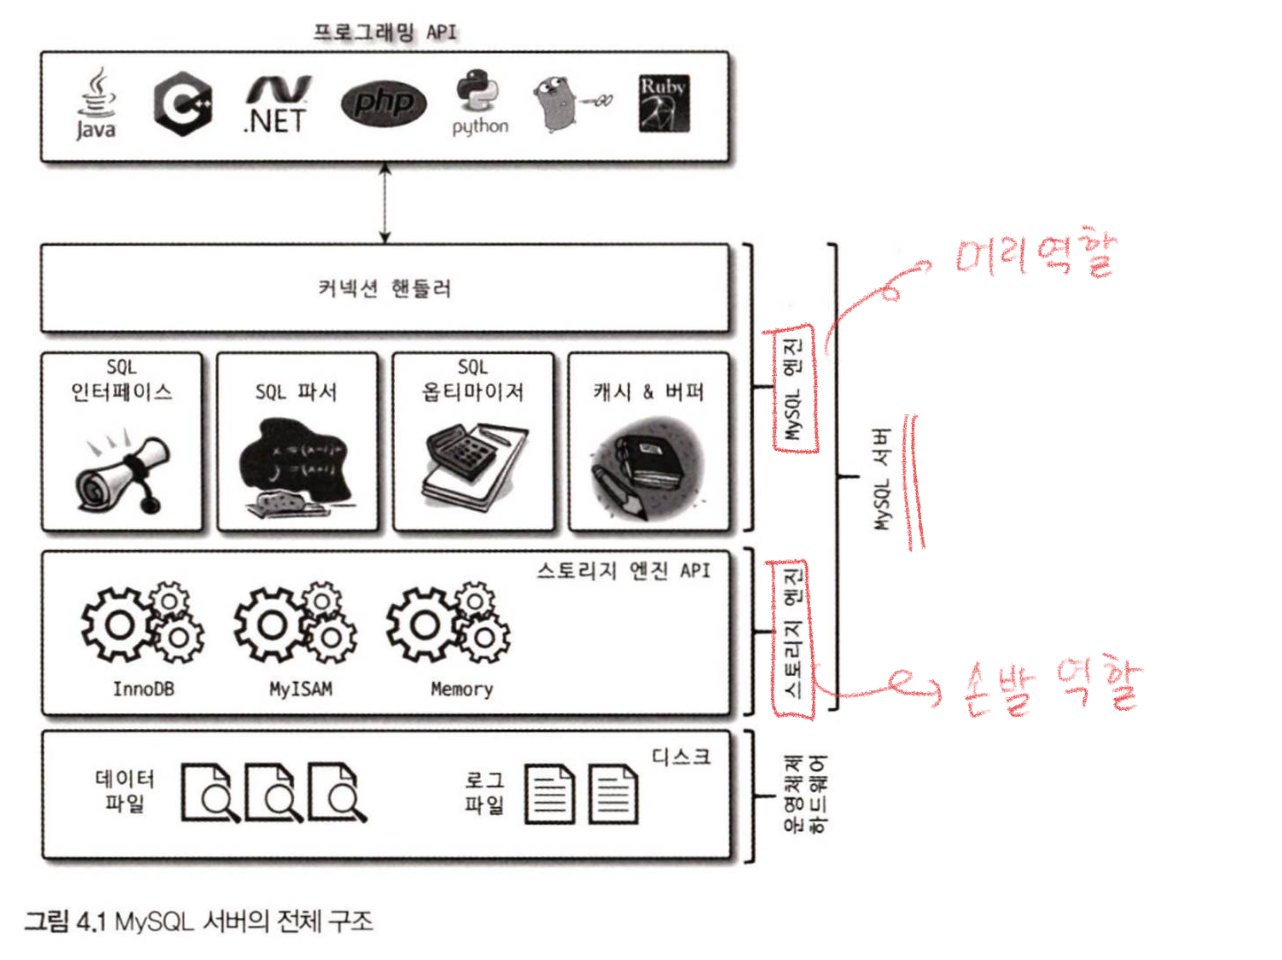 프로그래밍 API
Java
C++
.NET
php
python
GO
Ruby
커넥션 핸들러
머리역할
SQL
인터페이스
SQL 파서
SQL
옵티마이저
캐시 & 버퍼
MySQL 엔진
MySQL 서버
스토리지 엔진 API
InnoDB
MyISAM
Memory
스토리지 엔진
손발 역할
디스크
데이터
파일
로그
파일
운영체제
하드웨어
그림 4.1 MySQL 서버의 전체 구조